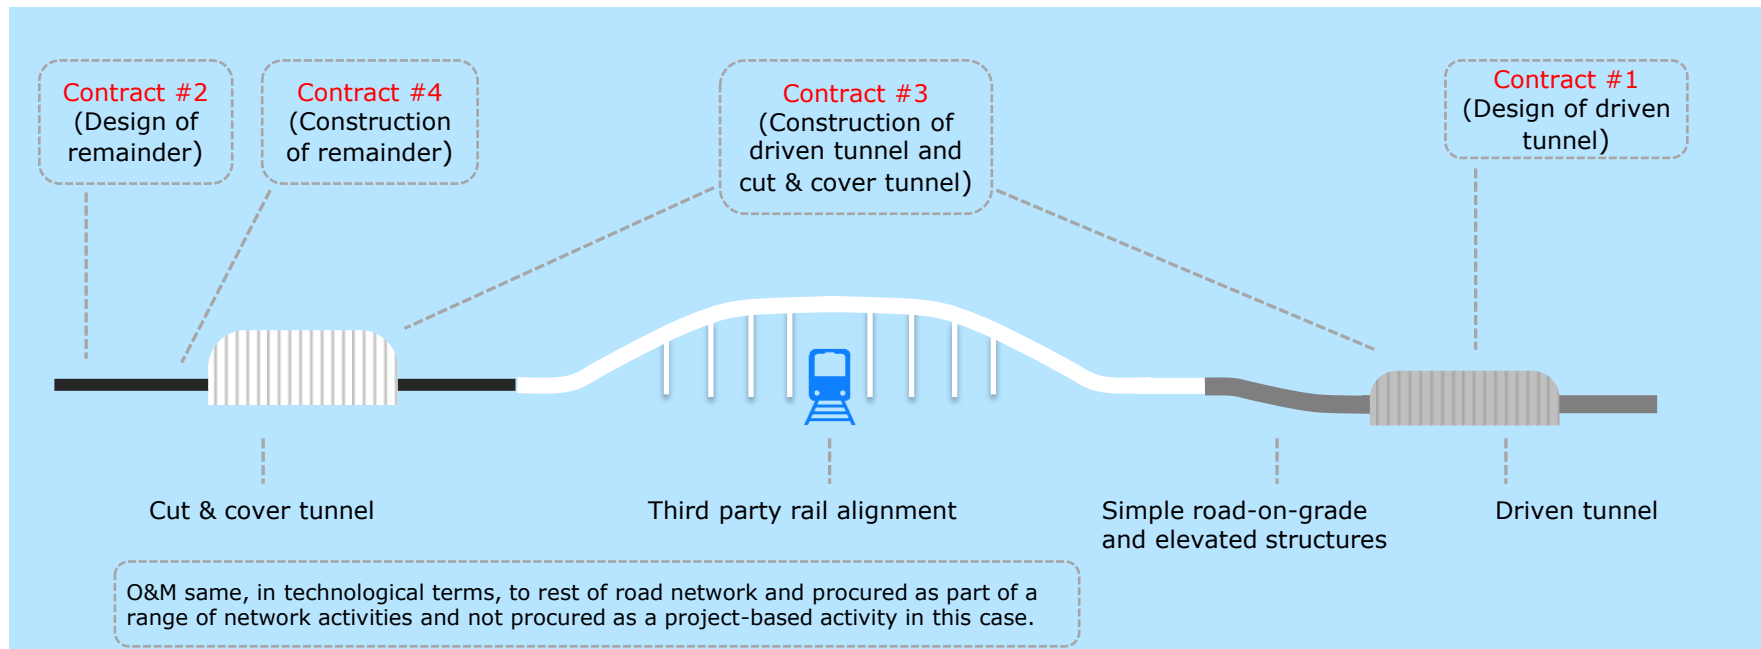 Contract #2
(Design of
remainder)
Contract #4
(Construction
of remainder)
Contract #3
(Construction of
driven tunnel and
cut & cover tunnel)
Contract #1
(Design of driven
tunnel)
Cut & cover tunnel
Third party rail alignment
Simple road-on-grade
and elevated structures
Driven tunnel
O&M same, in technological terms, to rest of road network and procured as part of a
range of network activities and not procured as a project-based activity in this case.